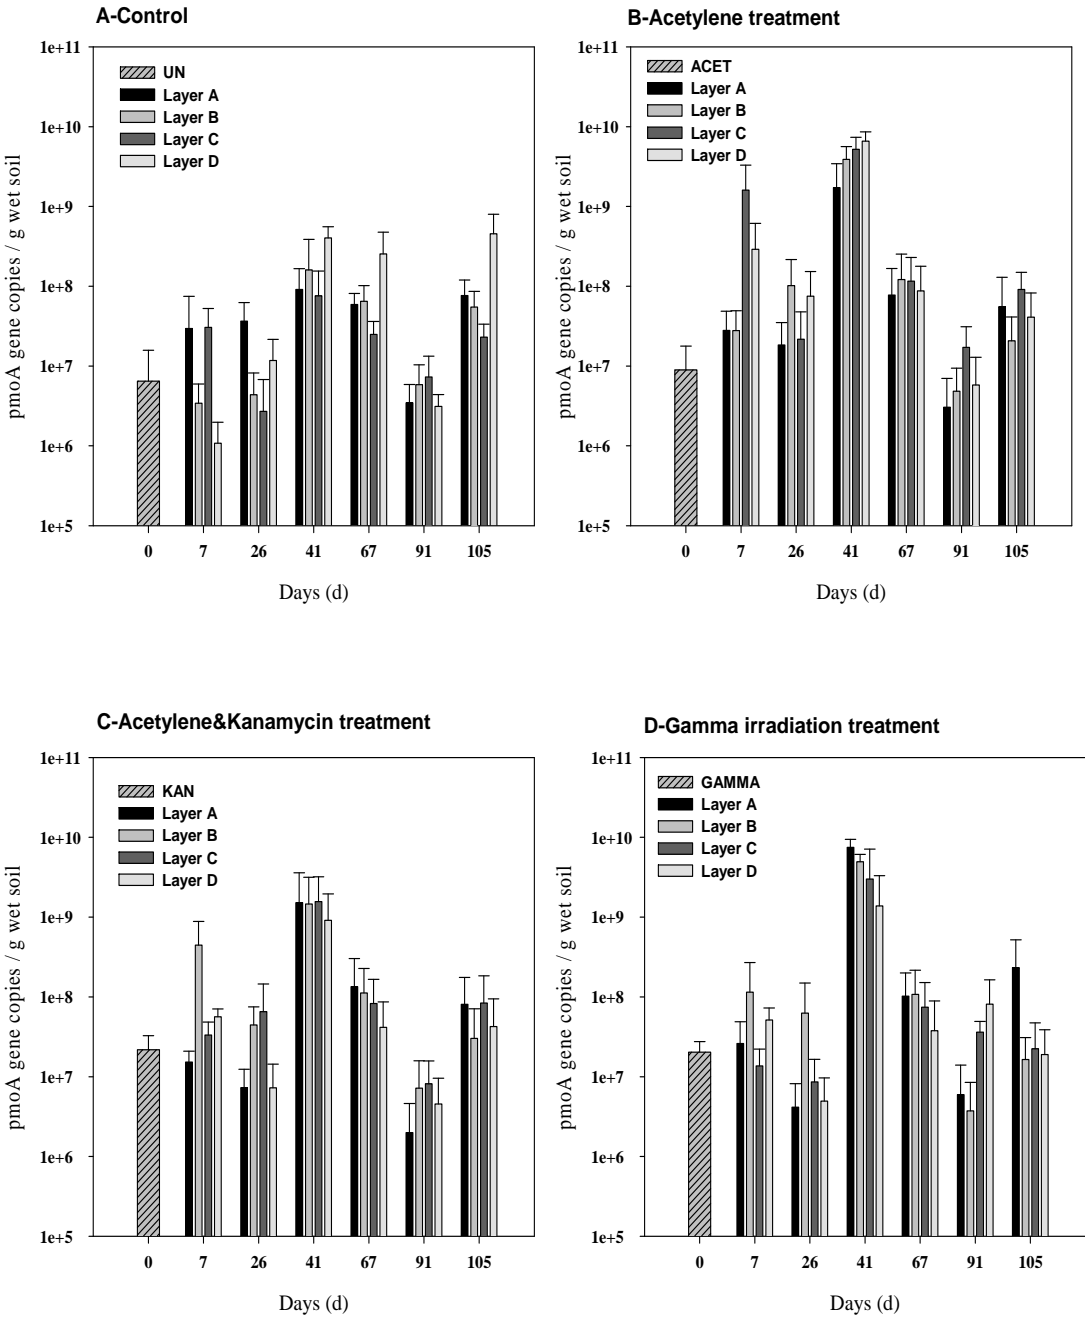 A-Control
1e+11
1e+10
1e+9
1e+8
1e+7
1e+6
1e+5
pmoA gene copies / g wet soil
UN
Layer A
Layer B
Layer C
Layer D
0 7 26 41 67 91 105
Days (d)
B-Acetylene treatment
1e+11
1e+10
1e+9
1e+8
1e+7
1e+6
1e+5
pmoA gene copies / g wet soil
ACET
Layer A
Layer B
Layer C
Layer D
0 7 26 41 67 91 105
Days (d)
C-Acetylene&Kanamycin treatment
1e+11
1e+10
1e+9
1e+8
1e+7
1e+6
1e+5
pmoA gene copies / g wet soil
KAN
Layer A
Layer B
Layer C
Layer D
0 7 26 41 67 91 105
Days (d)
D-Gamma irradiation treatment
1e+11
1e+10
1e+9
1e+8
1e+7
1e+6
1e+5
pmoA gene copies / g wet soil
GAMMA
Layer A
Layer B
Layer C
Layer D
0 7 26 41 67 91 105
Days (d)